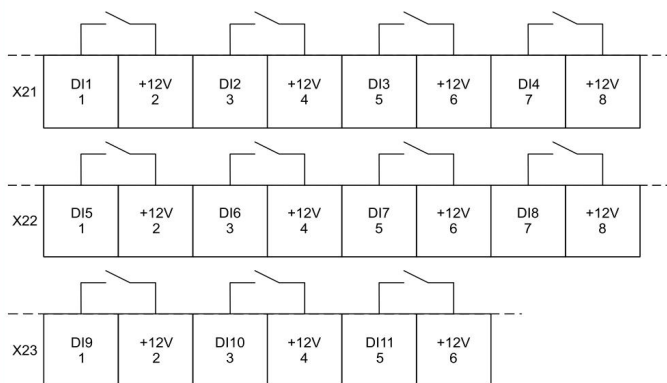 DI1 +12V DI2 +12V DI3 +12V DI4 +12V
X21
1 2 3 4 5 6 7 8
DI5 +12V DI6 +12V DI7 +12V DI8 +12V
X22
1 2 3 4 5 6 7 8
DI9 +12V DI10 +12V DI11 +12V
X23
1 2 3 4 5 6